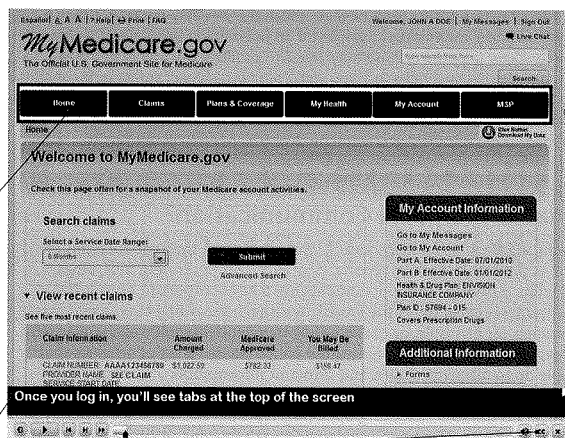 Español | A A A | ? Help | Print | FAQ
Welcome, JOHN A DOE | My Messages | Sign Out
Live Chat
MyMedicare.gov
The Official U.S. Government Site for Medicare
Search
Home Claims Plans & Coverage My Health My Account MSP
Home
Blue Button
Download My Data
Welcome to MyMedicare.gov
Check this page often for a snapshot of your Medicare account activities.
Search claims
Select a Service Date Range:
6 Months
Submit
Advanced Search
View recent claims
See five most recent claims
Claim Information Amount Charged Medicare Approved You May Be Billed
CLAIM NUMBER: AAAA123456789 $1,022.59
PROVIDER NAME: SEE CLAIM
SERVICE START DATE
My Account Information
Go to My Messages
Go to My Account
Part A Effective Date: 07/01/2010
Part B Effective Date: 01/01/2012
Health & Drug Plan: ENVISION
INSURANCE COMPANY
Plan ID: S7694 - 015
Covers Prescription Drugs
Additional Information
Forms
Once you log in, you'll see tabs at the top of the screen
CC